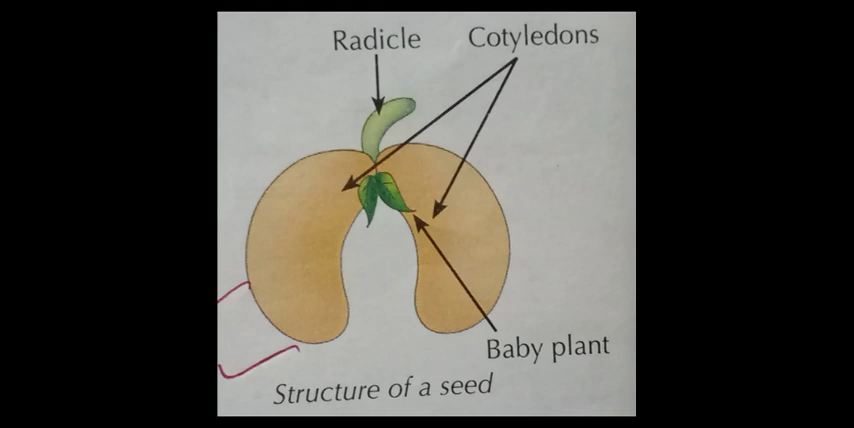 Radicle
Cotyledons
Baby plant
Structure of a seed